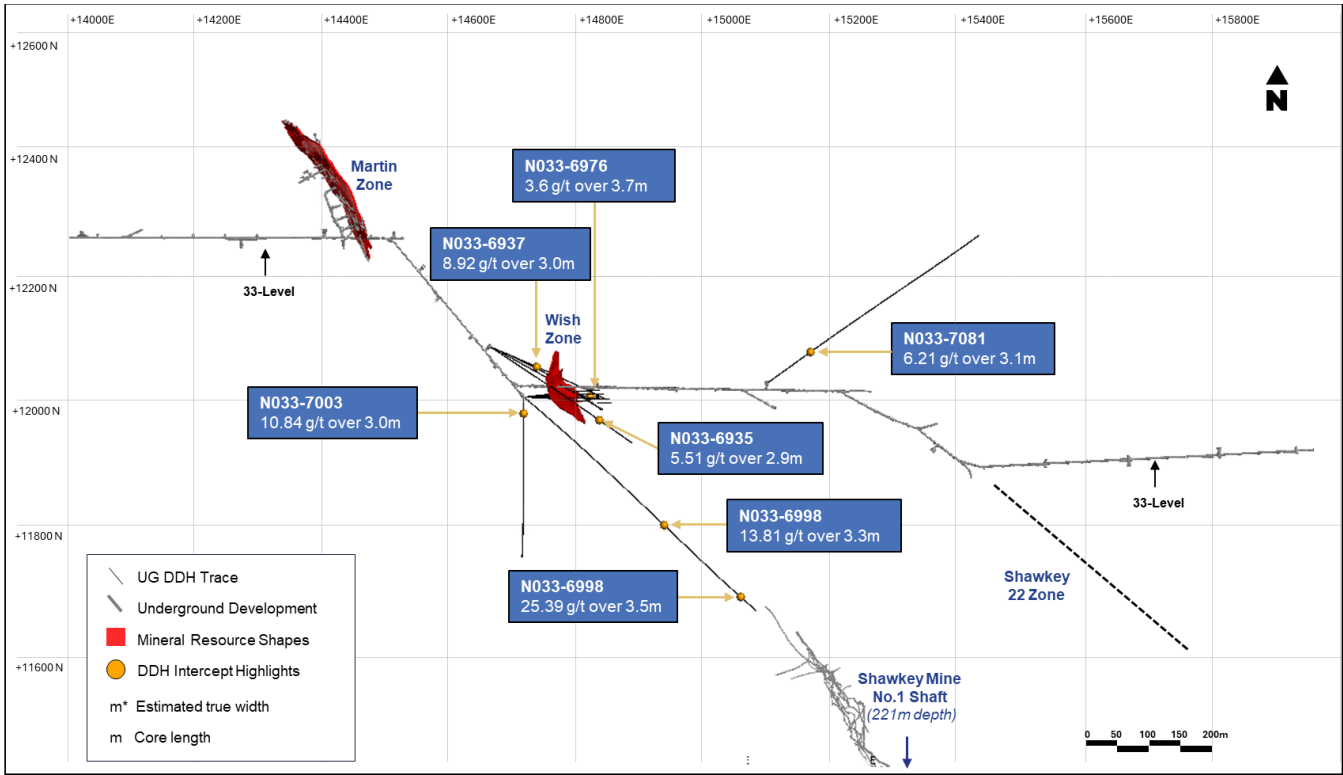 +14000E
+14200E
+14400E
+14600E
+14800E
+15000E
+15200E
+15400E
+15600E
+15800E
+12600 N
N
+12400 N
Martin
Zone
N033-6976
3.6 g/t over 3.7m
N033-6937
8.92 g/t over 3.0m
33-Level
+12200 N
Wish
Zone
N033-7081
6.21 g/t over 3.1m
N033-7003
10.84 g/t over 3.0m
+12000 N
N033-6935
5.51 g/t over 2.9m
33-Level
N033-6998
13.81 g/t over 3.3m
+11800 N
N033-6998
25.39 g/t over 3.5m
Shawkey
22 Zone
UG DDH Trace
Underground Development
Mineral Resource Shapes
DDH Intercept Highlights
m* Estimated true width
m Core length
+11600 N
Shawkey Mine
No.1 Shaft
(221m depth)
0 50 100 150 200m